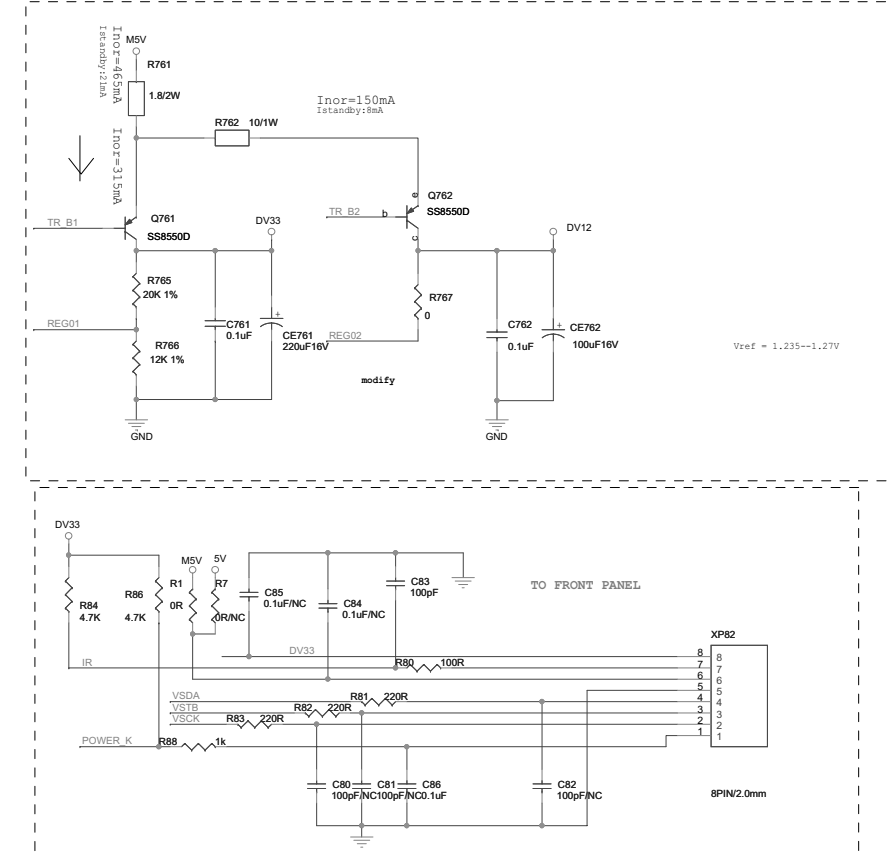 Inor=465mA
Istandby:21mA
M5V
R761
1.8/2W
Inor=315mA
R762 10/1W
Inor=150mA
Istandby:8mA
e
Q762
SS8550D
TR_B2
b
c
TR_B1
Q761
SS8550D
DV33
DV12
R765
20K 1%
REG01
R766
12K 1%
C761
0.1uF
CE761
220uF16V
+
REG02
R767
0
C762
0.1uF
+
CE762
100uF16V
Vref = 1.235--1.27V
modify
GND
GND
DV33
M5V
5V
R84
4.7K
R86
4.7K
R1
0R
R7
0R/NC
C85
0.1uF/NC
C84
0.1uF/NC
C83
100pF
TO FRONT PANEL
XP82
DV33
IR
R80 100R
VSDA
R81 220R
VSTB
R82 220R
VSCK
R83 220R
POWER_K
R88 1k
8 8
7 7
6 6
5 5
4 4
3 3
2 2
1 1
C80
100pF/NC
C81
100pF/NC
C86
0.1uF
C82
100pF/NC
8PIN/2.0mm